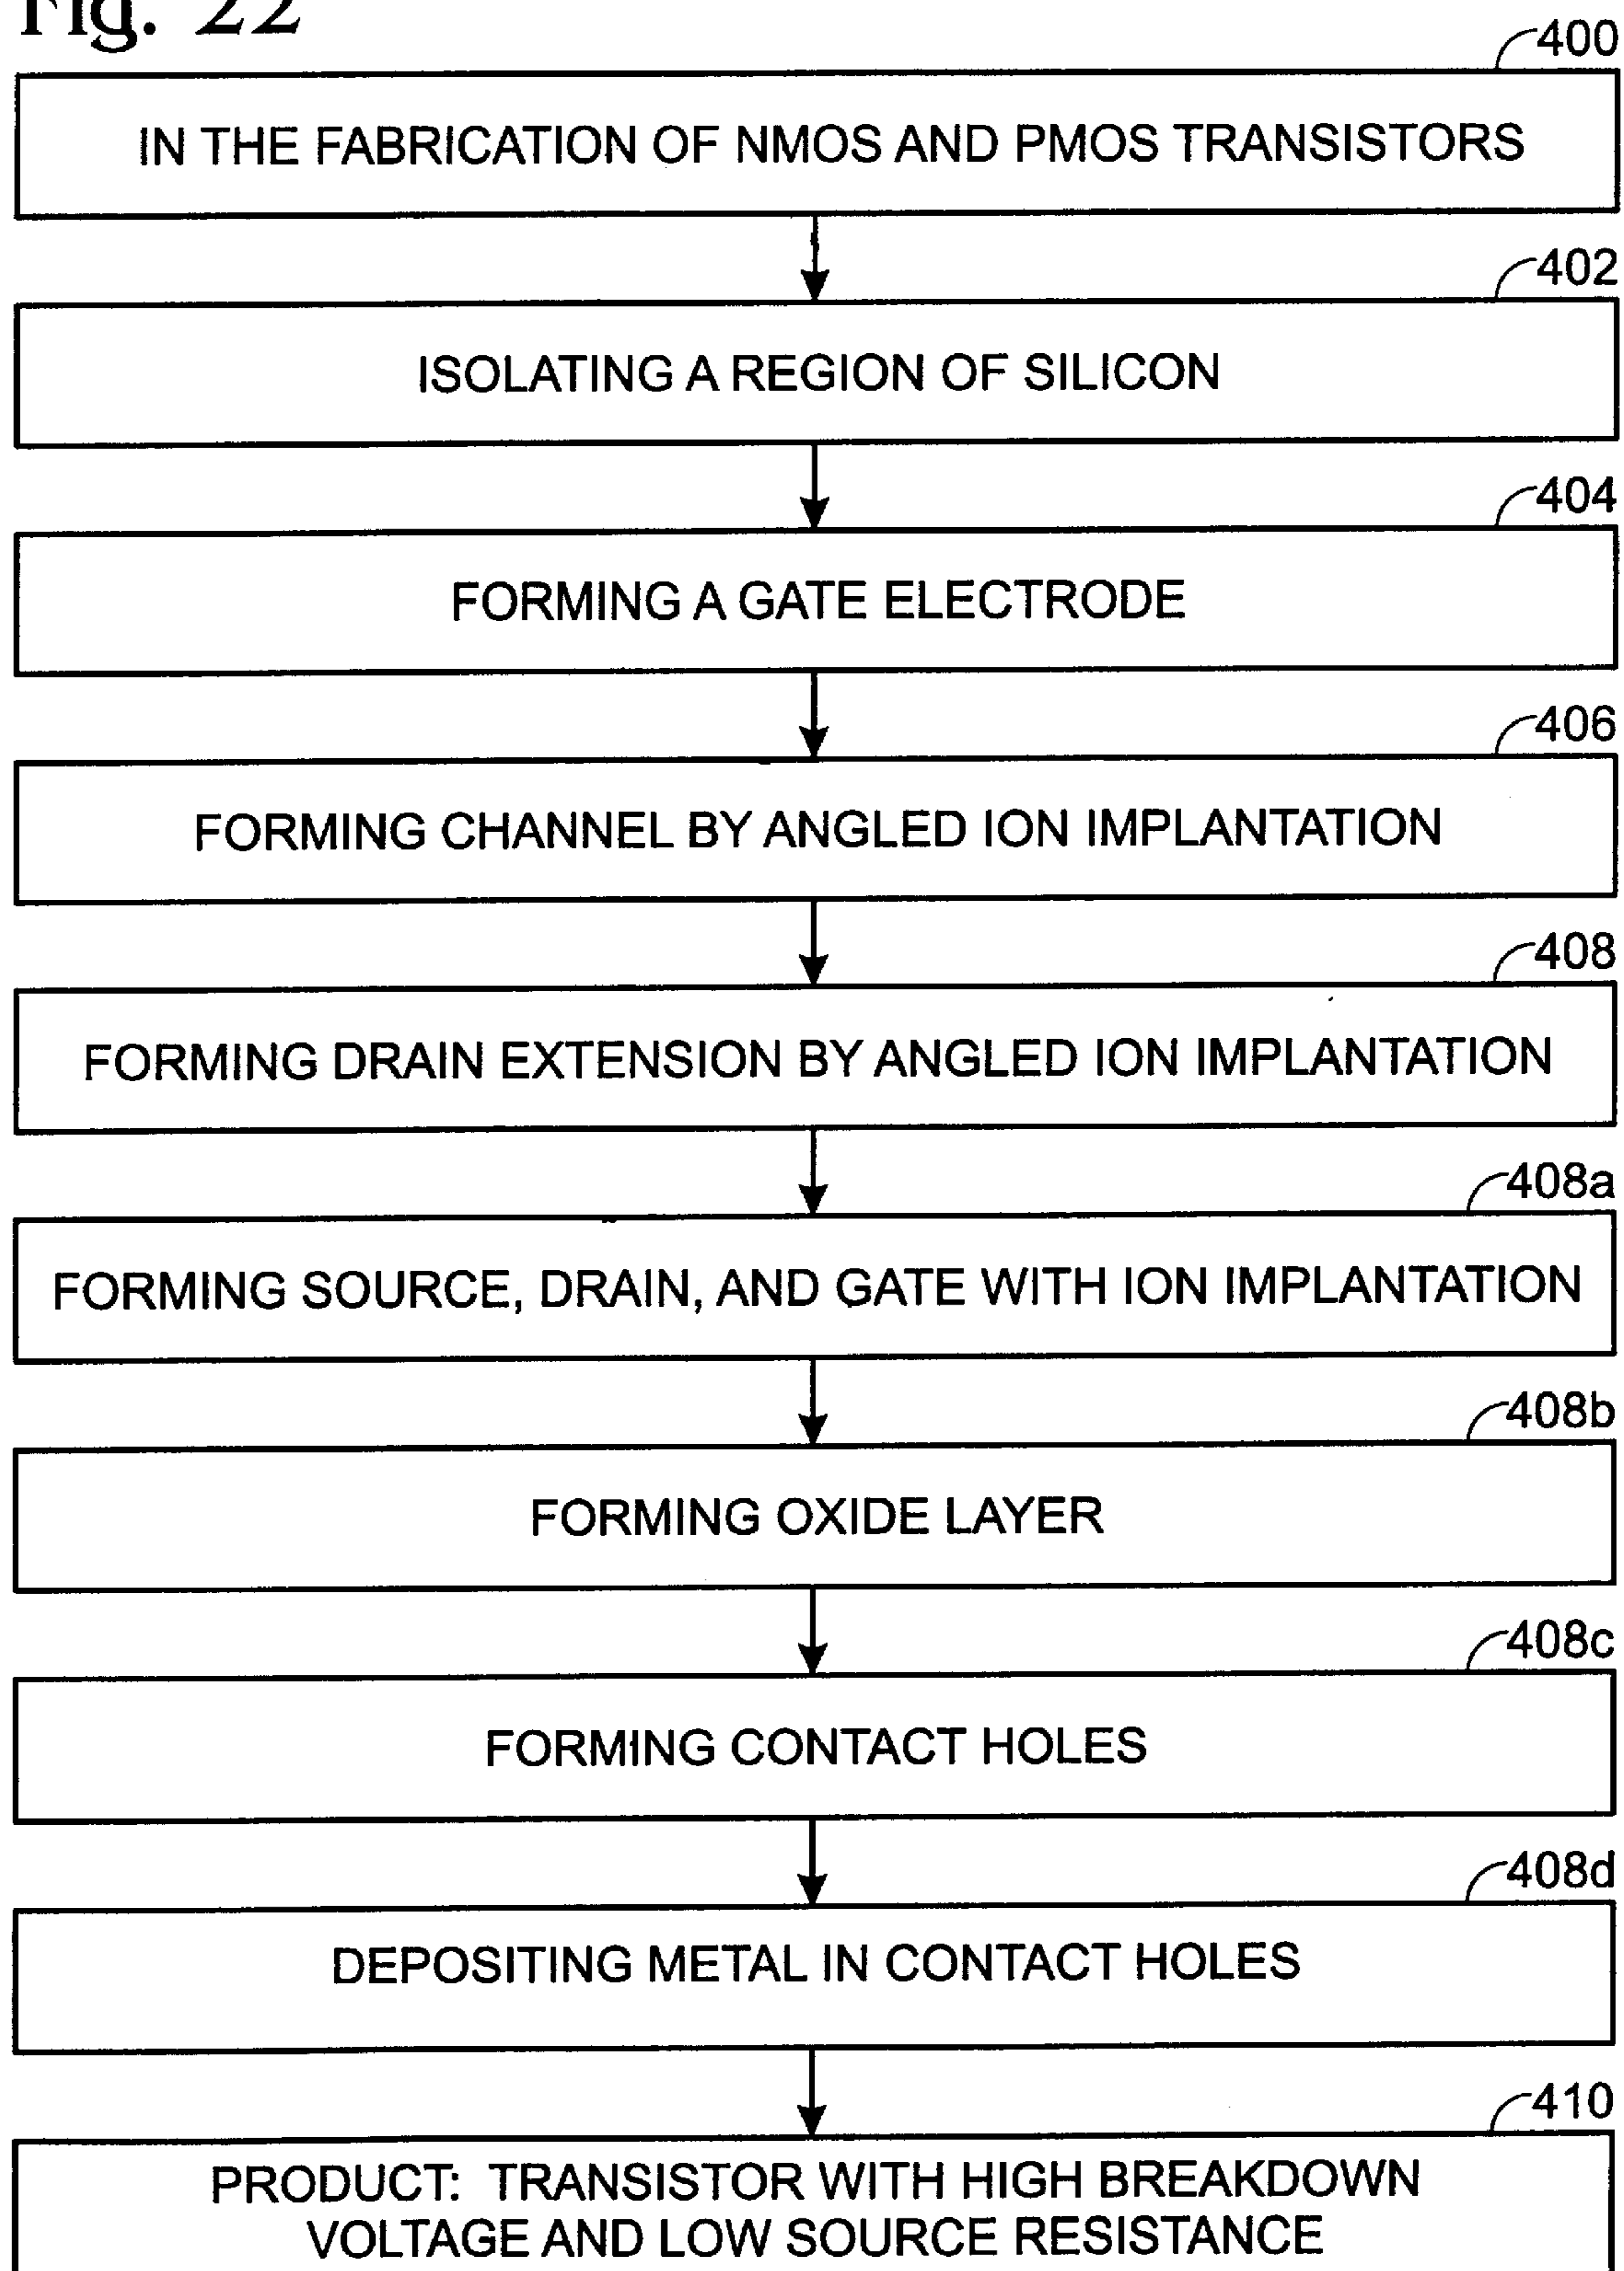 Fig. 22
400
IN THE FABRICATION OF NMOS AND PMOS TRANSISTORS
402
ISOLATING A REGION OF SILICON
404
FORMING A GATE ELECTRODE
406
FORMING CHANNEL BY ANGLED ION IMPLANTATION
408
FORMING DRAIN EXTENSION BY ANGLED ION IMPLANTATION
408a
FORMING SOURCE, DRAIN, AND GATE WITH ION IMPLANTATION
408b
FORMING OXIDE LAYER
408c
FORMING CONTACT HOLES
408d
DEPOSITING METAL IN CONTACT HOLES
410
PRODUCT: TRANSISTOR WITH HIGH BREAKDOWN
VOLTAGE AND LOW SOURCE RESISTANCE